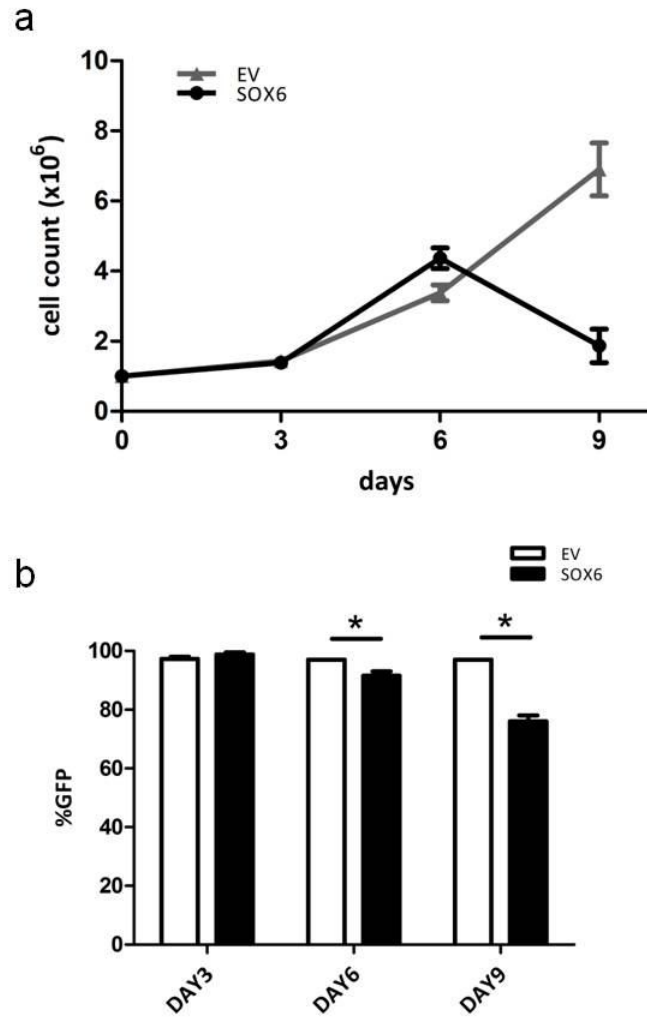 a
EV
SOX6
cell count (x10⁶)
10
8
6
4
2
0
0 3 6 9
days
b
EV
SOX6
* *
%GFP
100
80
60
40
20
0
DAY3 DAY6 DAY9